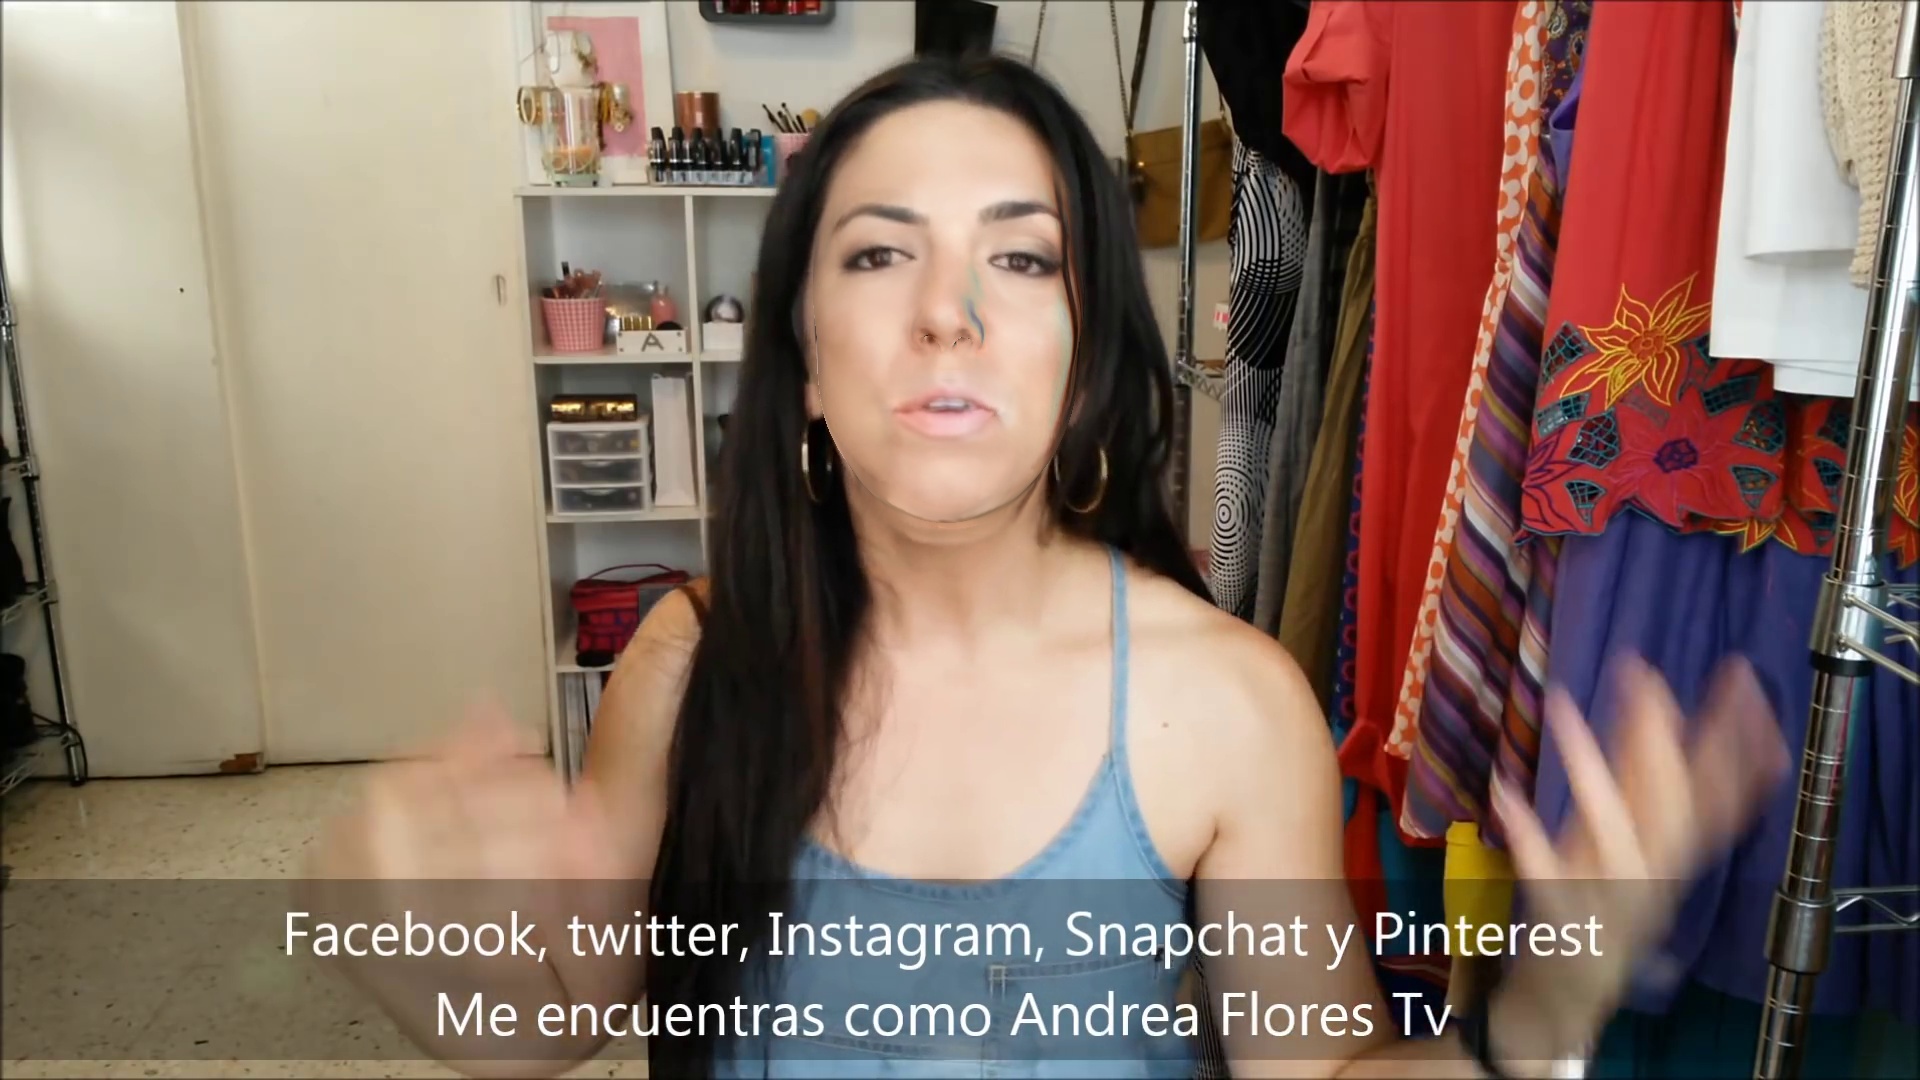 A
Facebook, twitter, Instagram, Snapchat y Pinterest
Me encuentras como Andrea Flores Tv